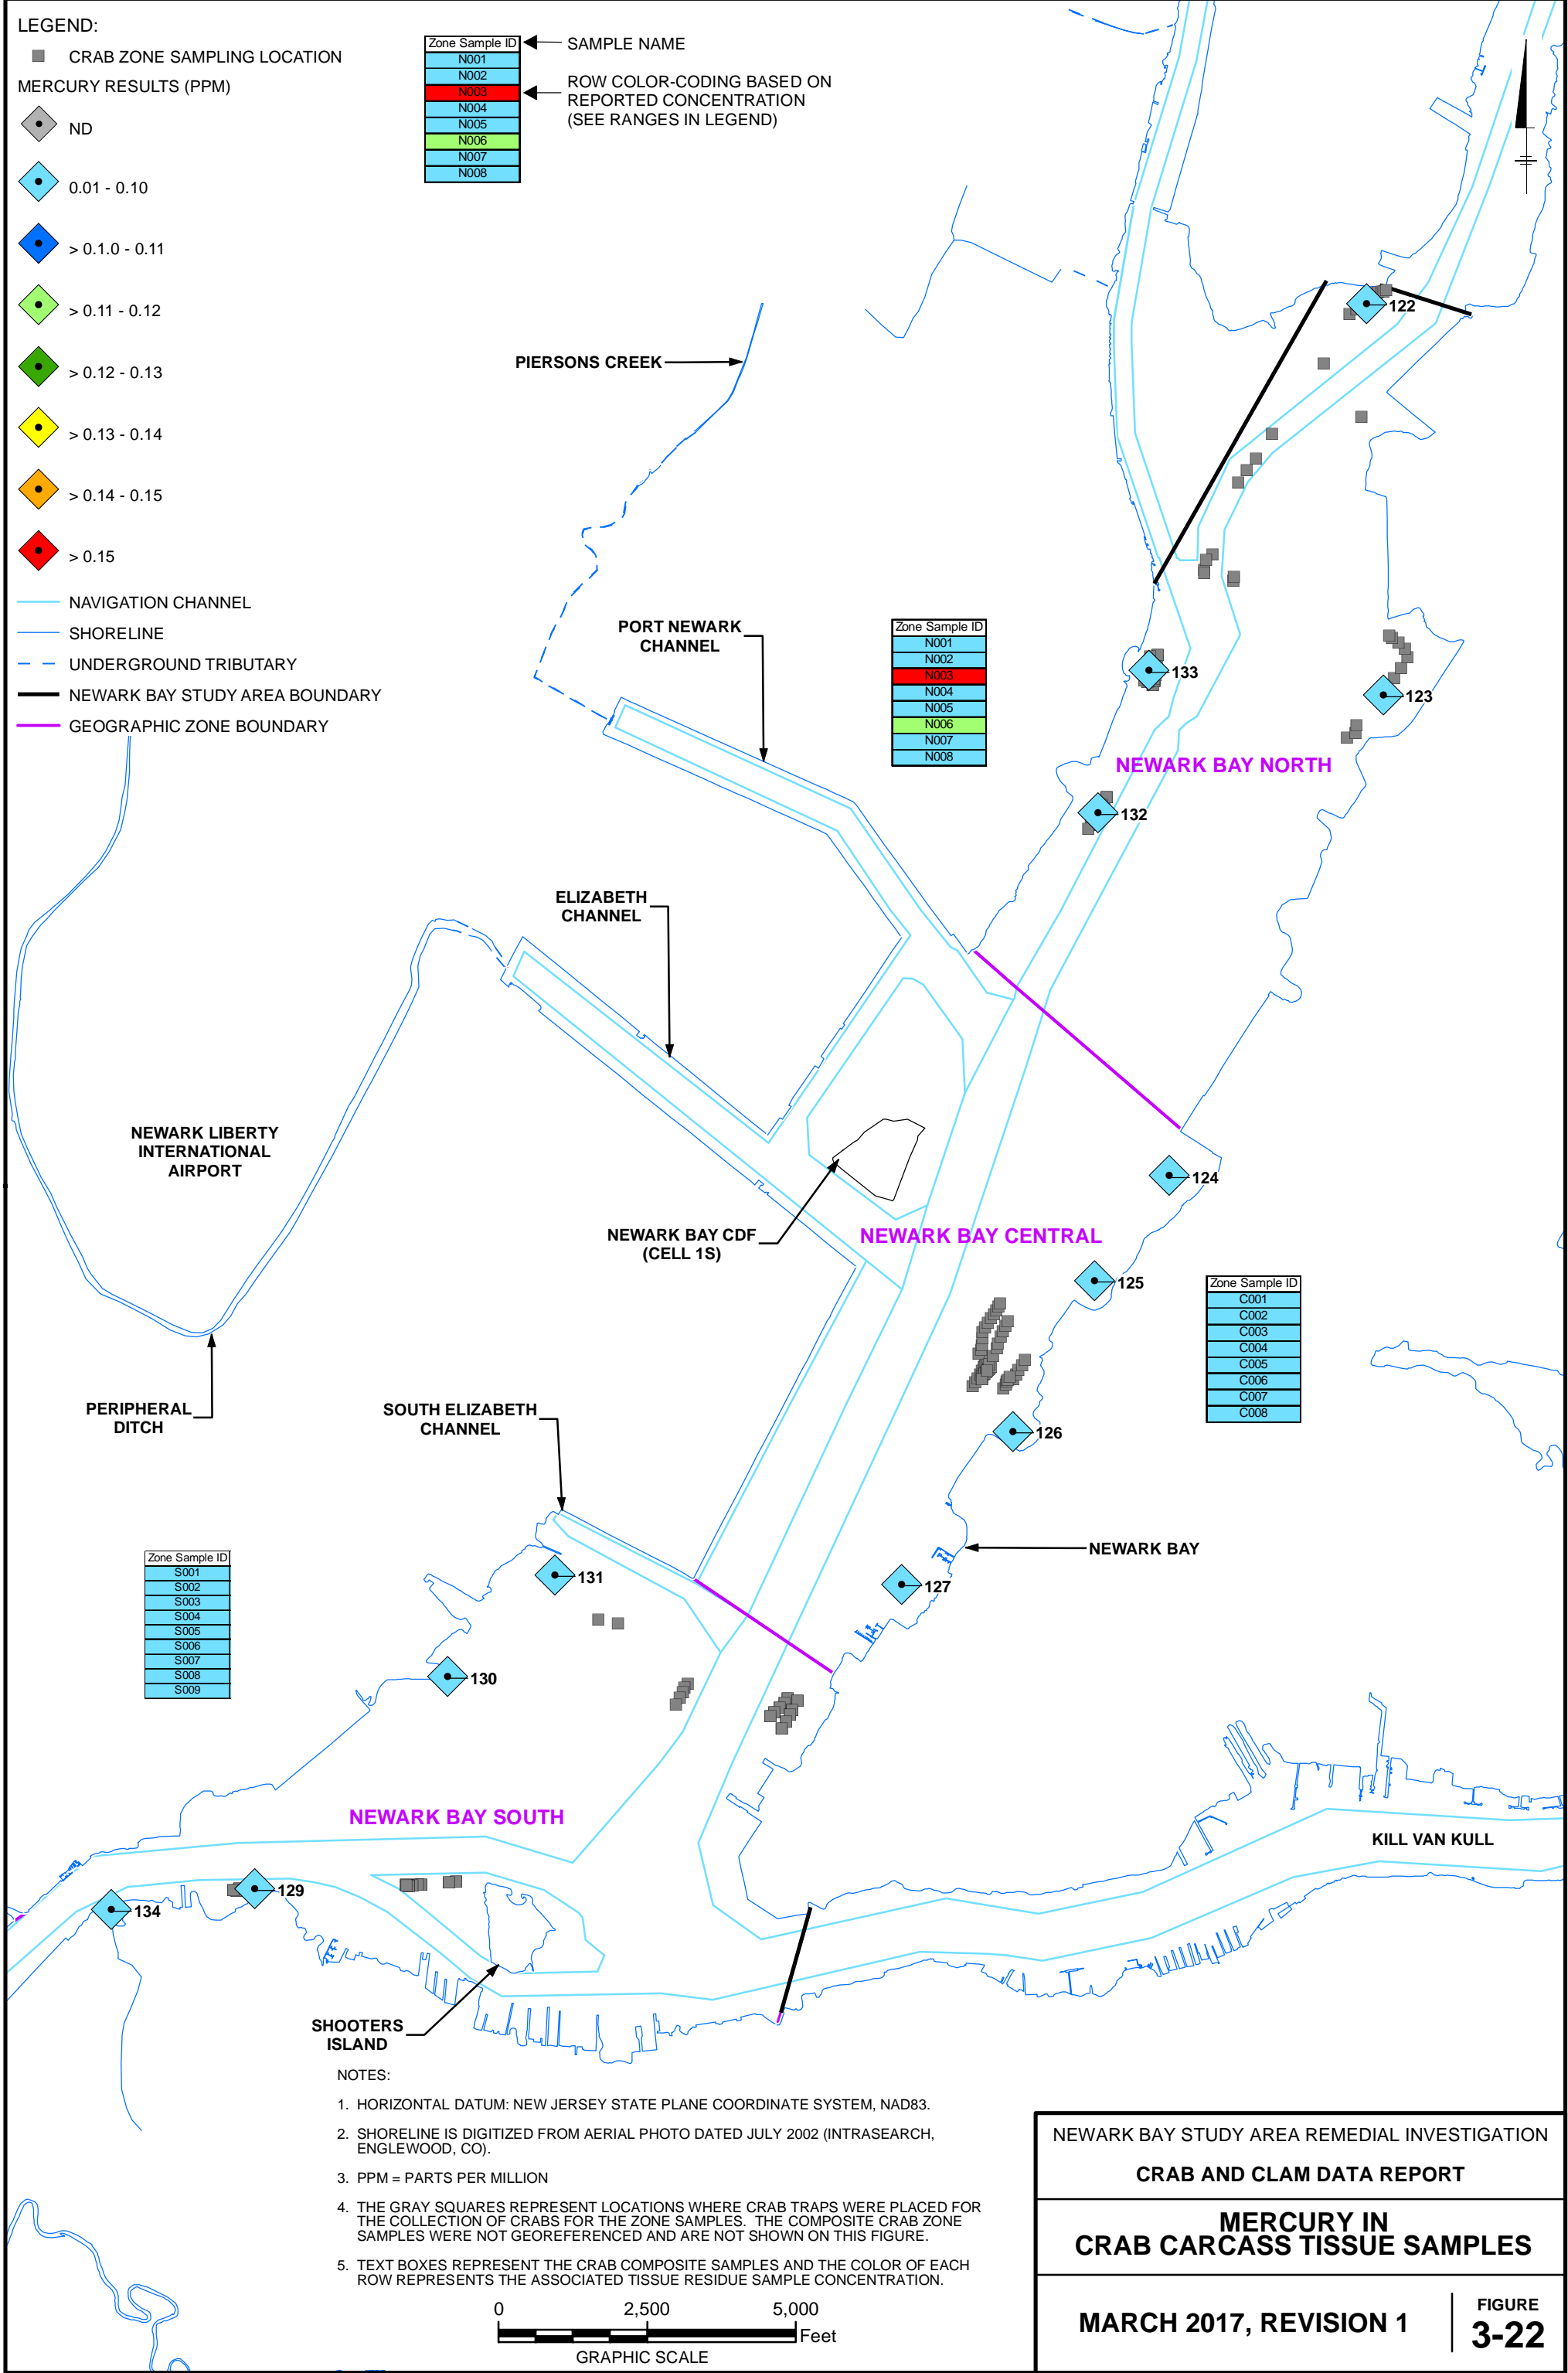 LEGEND:
CRAB ZONE SAMPLING LOCATION
MERCURY RESULTS (PPM)
ND
0.01 - 0.10
> 0.1.0 - 0.11
> 0.11 - 0.12
> 0.12 - 0.13
> 0.13 - 0.14
> 0.14 - 0.15
> 0.15
NAVIGATION CHANNEL
SHORELINE
UNDERGROUND TRIBUTARY
NEWARK BAY STUDY AREA BOUNDARY
GEOGRAPHIC ZONE BOUNDARY
Zone Sample ID
N001
N002
N003
N004
N005
N006
N007
N008
SAMPLE NAME
ROW COLOR-CODING BASED ON
REPORTED CONCENTRATION
(SEE RANGES IN LEGEND)
122
PIERSONS CREEK
PORT NEWARK
CHANNEL
Zone Sample ID
N001
N002
N003
N004
N005
N006
N007
N008
133
123
NEWARK BAY NORTH
132
ELIZABETH
CHANNEL
NEWARK LIBERTY
INTERNATIONAL
AIRPORT
124
NEWARK BAY CDF
(CELL 1S)
NEWARK BAY CENTRAL
125
Zone Sample ID
C001
C002
C003
C004
C005
C006
C007
C008
PERIPHERAL
DITCH
SOUTH ELIZABETH
CHANNEL
126
NEWARK BAY
Zone Sample ID
S001
S002
S003
S004
S005
S006
S007
S008
S009
131
127
130
NEWARK BAY SOUTH
KILL VAN KULL
129
134
SHOOTERS
ISLAND
NOTES:
1. HORIZONTAL DATUM: NEW JERSEY STATE PLANE COORDINATE SYSTEM, NAD83.
2. SHORELINE IS DIGITIZED FROM AERIAL PHOTO DATED JULY 2002 (INTRASEARCH,
ENGLEWOOD, CO).
3. PPM = PARTS PER MILLION
4. THE GRAY SQUARES REPRESENT LOCATIONS WHERE CRAB TRAPS WERE PLACED FOR
THE COLLECTION OF CRABS FOR THE ZONE SAMPLES. THE COMPOSITE CRAB ZONE
SAMPLES WERE NOT GEOREFERENCED AND ARE NOT SHOWN ON THIS FIGURE.
5. TEXT BOXES REPRESENT THE CRAB COMPOSITE SAMPLES AND THE COLOR OF EACH
ROW REPRESENTS THE ASSOCIATED TISSUE RESIDUE SAMPLE CONCENTRATION.
0 2,500 5,000
Feet
GRAPHIC SCALE
NEWARK BAY STUDY AREA REMEDIAL INVESTIGATION
CRAB AND CLAM DATA REPORT
MERCURY IN
CRAB CARCASS TISSUE SAMPLES
MARCH 2017, REVISION 1
FIGURE
3-22